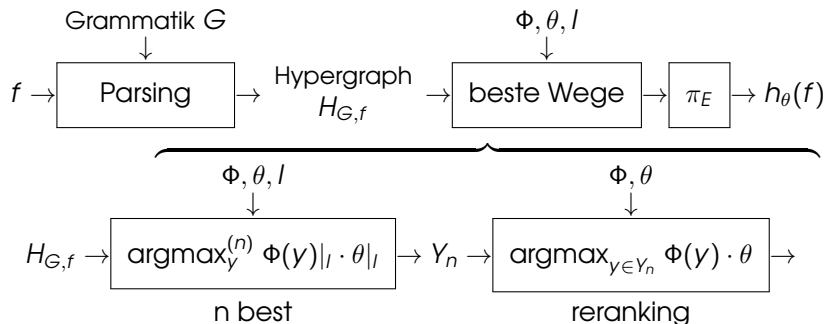 Grammatik G
Φ, θ, l
f → Parsing → Hypergraph H_{G,f} → beste Wege → π_E → h_θ(f)
Φ, θ, l
Φ, θ
H_{G,f} → argmax_y^{(n)} Φ(y)|_l · θ|_l → Y_n → argmax_{y∈Y_n} Φ(y) · θ →
n best
reranking